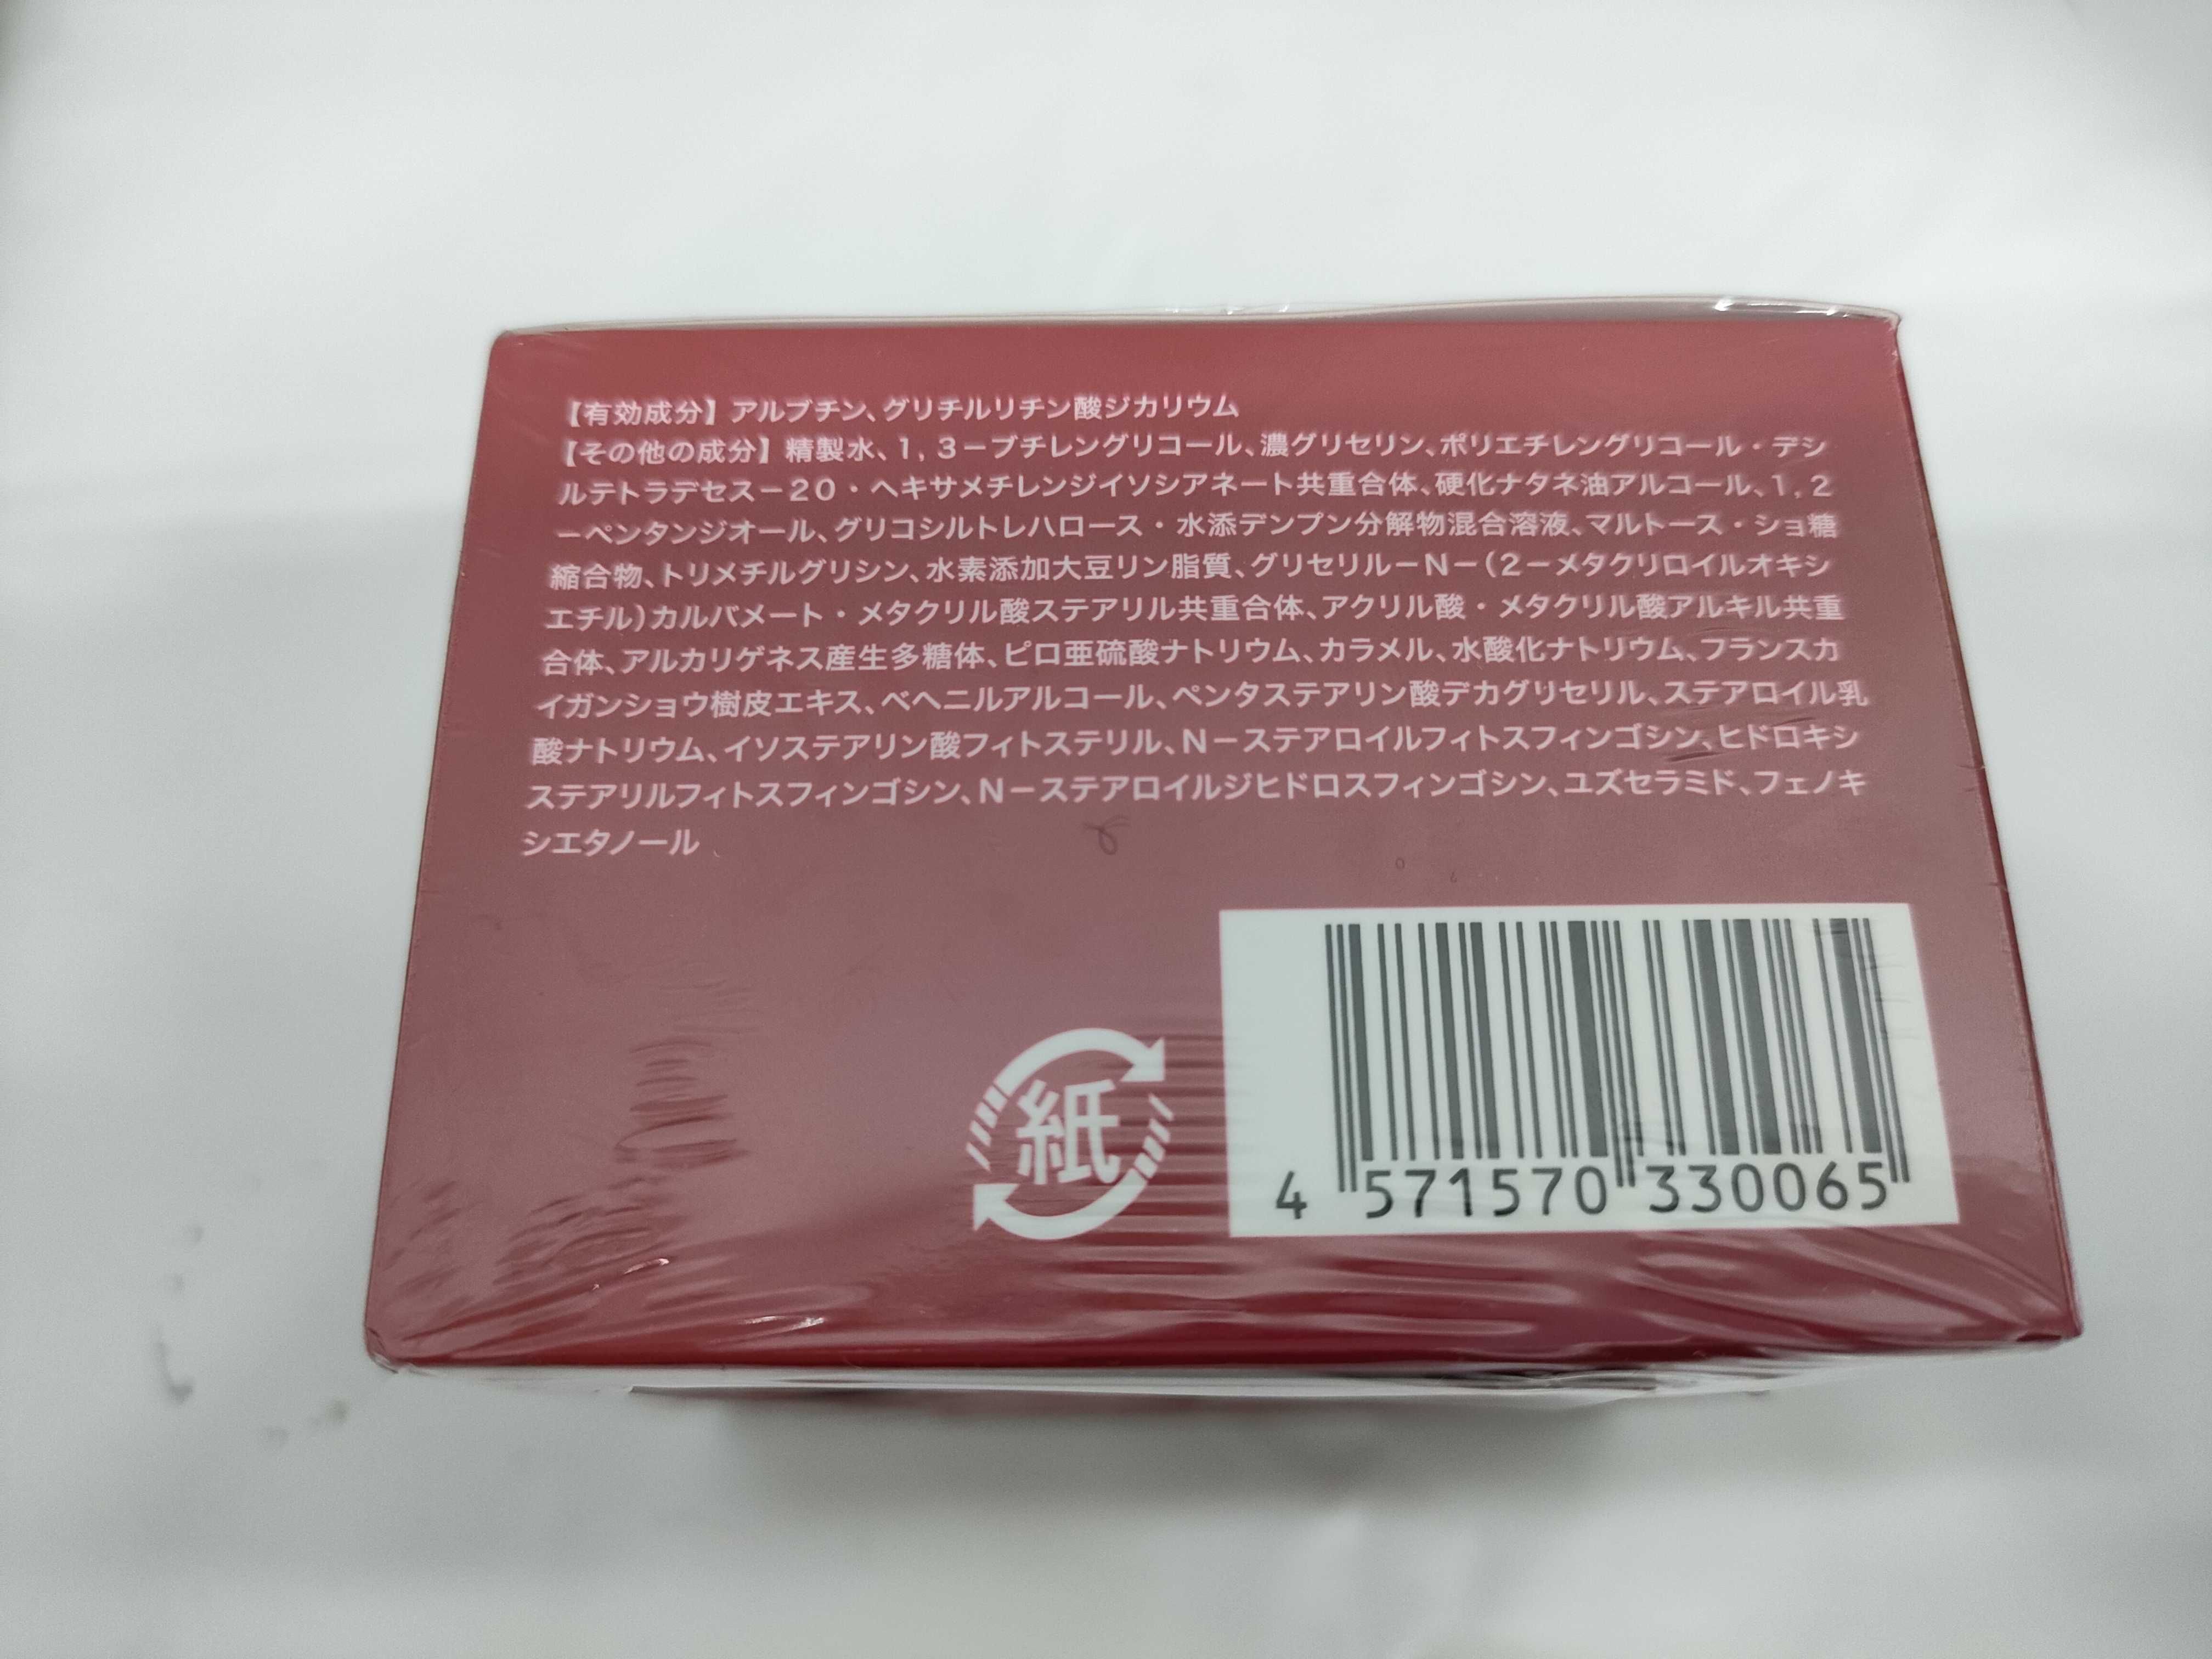 【有効成分】アルブチン、グリチルリチン酸ジカリウム
【その他の成分】精製水、1,3－ブチレングリコール、濃グリセリン、ポリエチレングリコール・デシ
ルテトラデセス－20・ヘキサメチレンジイソシアネート共重合体、硬化ナタネ油アルコール、1,2
－ペンタンジオール、グリコシルトレハロース・水添デンプン分解物混合溶液、マルトース・ショ糖
縮合物、トリメチルグリシン、水素添加大豆リン脂質、グリセリル－N－(2－メタクリロイルオキシ
エチル)カルバメート・メタクリル酸ステアリル共重合体、アクリル酸・メタクリル酸アルキル共重
合体、アルカリゲネス産生多糖体、ピロ亜硫酸ナトリウム、カラメル、水酸化ナトリウム、フランスカ
イガンショウ樹皮エキス、ベヘニルアルコール、ペンタステアリン酸デカグリセリル、ステアロイル乳
酸ナトリウム、イソステアリン酸フィトステリル、N－ステアロイルフィトスフィンゴシン、ヒドロキシ
ステアリルフィトスフィンゴシン、N－ステアロイルジヒドロスフィンゴシン、ユズセラミド、フェノキ
シエタノール
紙
4 571570 330065